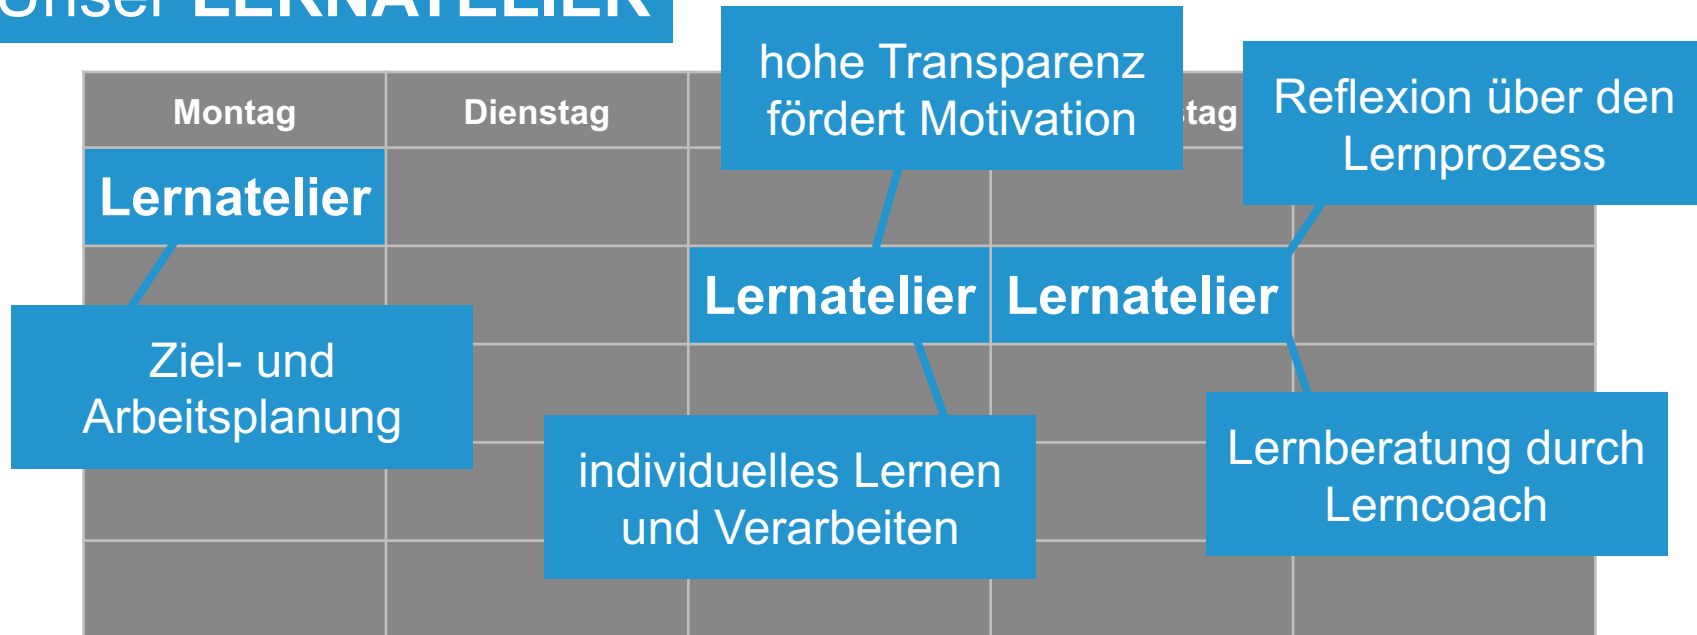 Unser LERNATELIER
hohe Transparenz
fördert Motivation
Reflexion über den
Lernprozess
Montag
Dienstag
stag
Lernatelier
Lernatelier
Lernatelier
Ziel- und
Arbeitsplanung
individuelles Lernen
und Verarbeiten
Lernberatung durch
Lerncoach